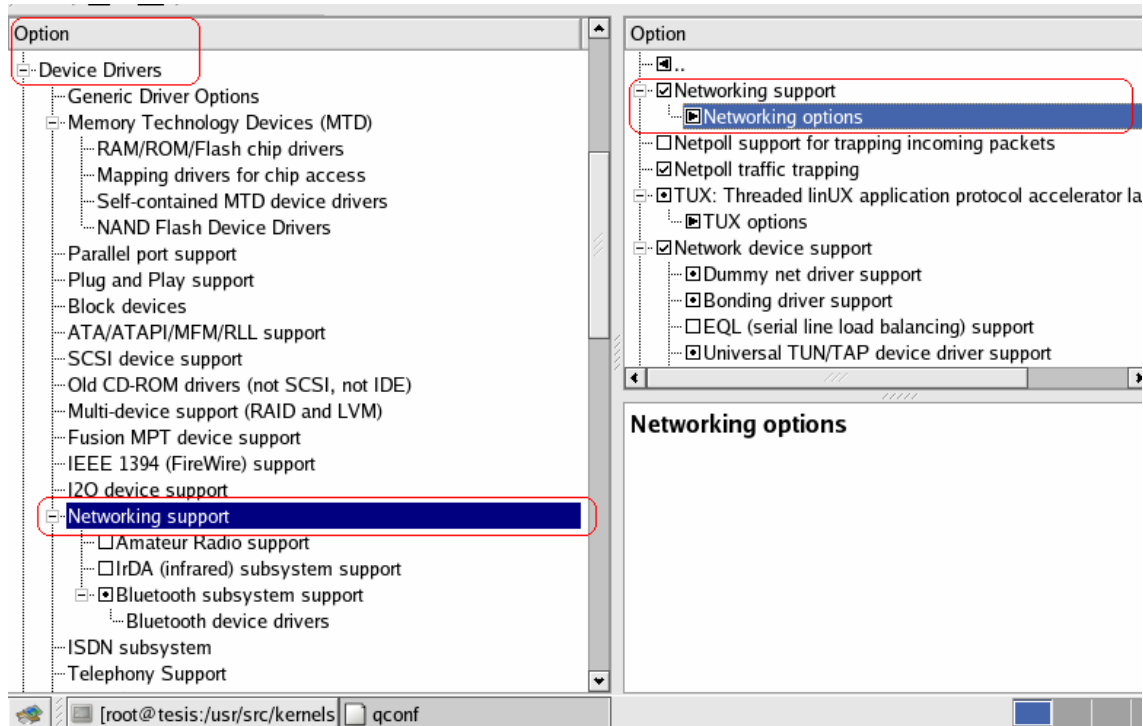 Option
Device Drivers
Generic Driver Options
Memory Technology Devices (MTD)
RAM/ROM/Flash chip drivers
Mapping drivers for chip access
Self-contained MTD device drivers
NAND Flash Device Drivers
Parallel port support
Plug and Play support
Block devices
ATA/ATAPI/MFM/RLL support
SCSI device support
Old CD-ROM drivers (not SCSI, not IDE)
Multi-device support (RAID and LVM)
Fusion MPT device support
IEEE 1394 (FireWire) support
I2O device support
Networking support
Amateur Radio support
IrDA (infrared) subsystem support
Bluetooth subsystem support
Bluetooth device drivers
ISDN subsystem
Telephony Support
Option
..
Networking support
Networking options
Netpoll support for trapping incoming packets
Netpoll traffic trapping
TUX: Threaded linUX application protocol accelerator la
TUX options
Network device support
Dummy net driver support
Bonding driver support
EQL (serial line load balancing) support
Universal TUN/TAP device driver support
Networking options
[root@tesis:/usr/src/kernels
qconf